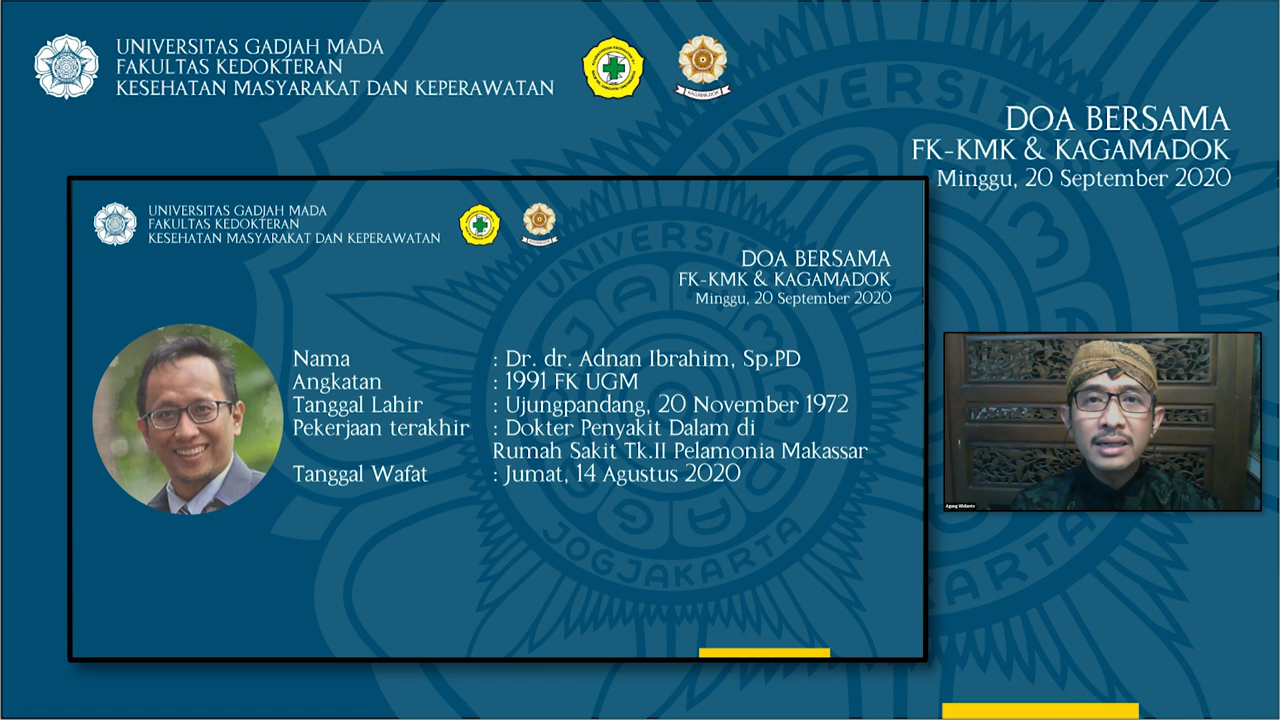 UNIVERSITAS GADJAH MADA
FAKULTAS KEDOKTERAN
KESEHATAN MASYARAKAT DAN KEPERAWATAN
DOA BERSAMA
FK-KMK & KAGAMADOK
Minggu, 20 September 2020
UNIVERSITAS GADJAH MADA
FAKULTAS KEDOKTERAN
KESEHATAN MASYARAKAT DAN KEPERAWATAN
DOA BERSAMA
FK-KMK & KAGAMADOK
Minggu, 20 September 2020
Nama : Dr. dr. Adnan Ibrahim, Sp.PD
Angkatan : 1991 FK UGM
Tanggal Lahir : Ujungpandang, 20 November 1972
Pekerjaan terakhir : Dokter Penyakit Dalam di
Rumah Sakit Tk.II Pelamonia Makassar
Tanggal Wafat : Jumat, 14 Agustus 2020
Agung Widianto